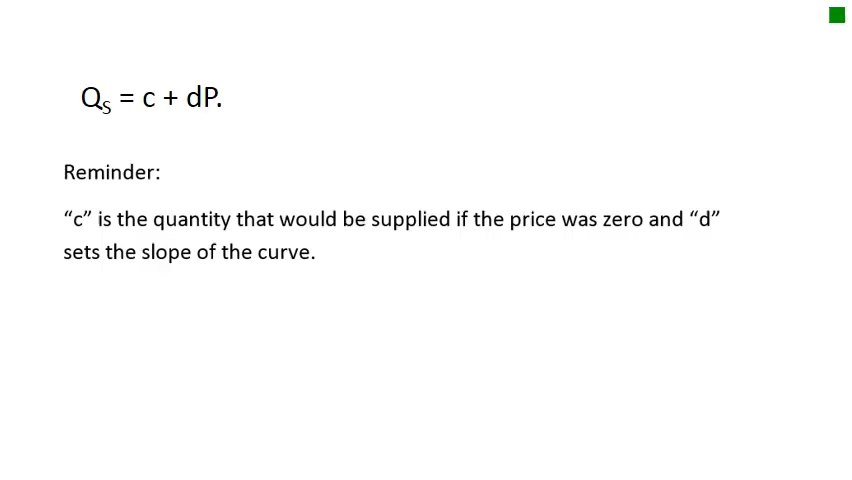 Qs = c + dP.
Reminder:
“c” is the quantity that would be supplied if the price was zero and “d”
sets the slope of the curve.